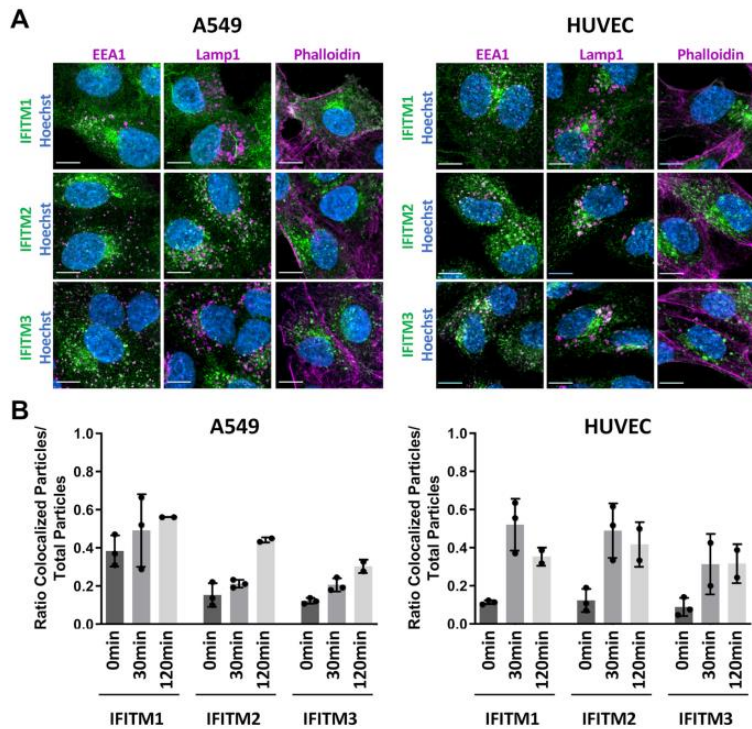 A
A549
HUVEC
EEA1 Lamp1 Phalloidin
EEA1 Lamp1 Phalloidin
IFITM1
Hoechst
IFITM2
Hoechst
IFITM3
Hoechst
IFITM1
Hoechst
IFITM2
Hoechst
IFITM3
Hoechst
B
A549
Ratio Colocalized Particles/
Total Particles
1.0
0.8
0.6
0.4
0.2
0.0
0min 30min 120min 0min 30min 120min 0min 30min 120min
IFITM1 IFITM2 IFITM3
HUVEC
Ratio Colocalized Particles/
Total Particles
1.0
0.8
0.6
0.4
0.2
0.0
0min 30min 120min 0min 30min 120min 0min 30min 120min
IFITM1 IFITM2 IFITM3